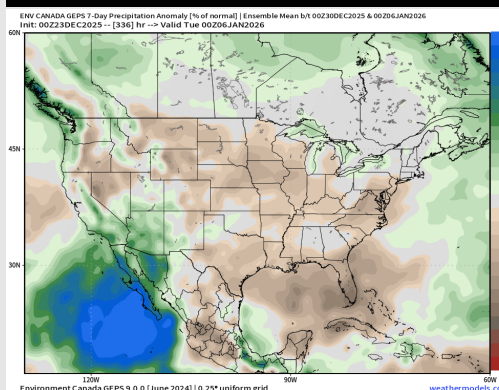 ENV CANADA GEPS 7-Day Precipitation Anomaly [% of normal] | Ensemble Mean b/t 00Z30DEC2025 & 00Z06JAN2026
Init: 00Z23DEC2025 -- [336] hr --> Valid Tue 00Z06JAN2026
60N
45N
30N
120W
90W
60W
Environment Canada GEPS 9.0.0 [June 2024] | 0.25° uniform grid
weathermodels.co